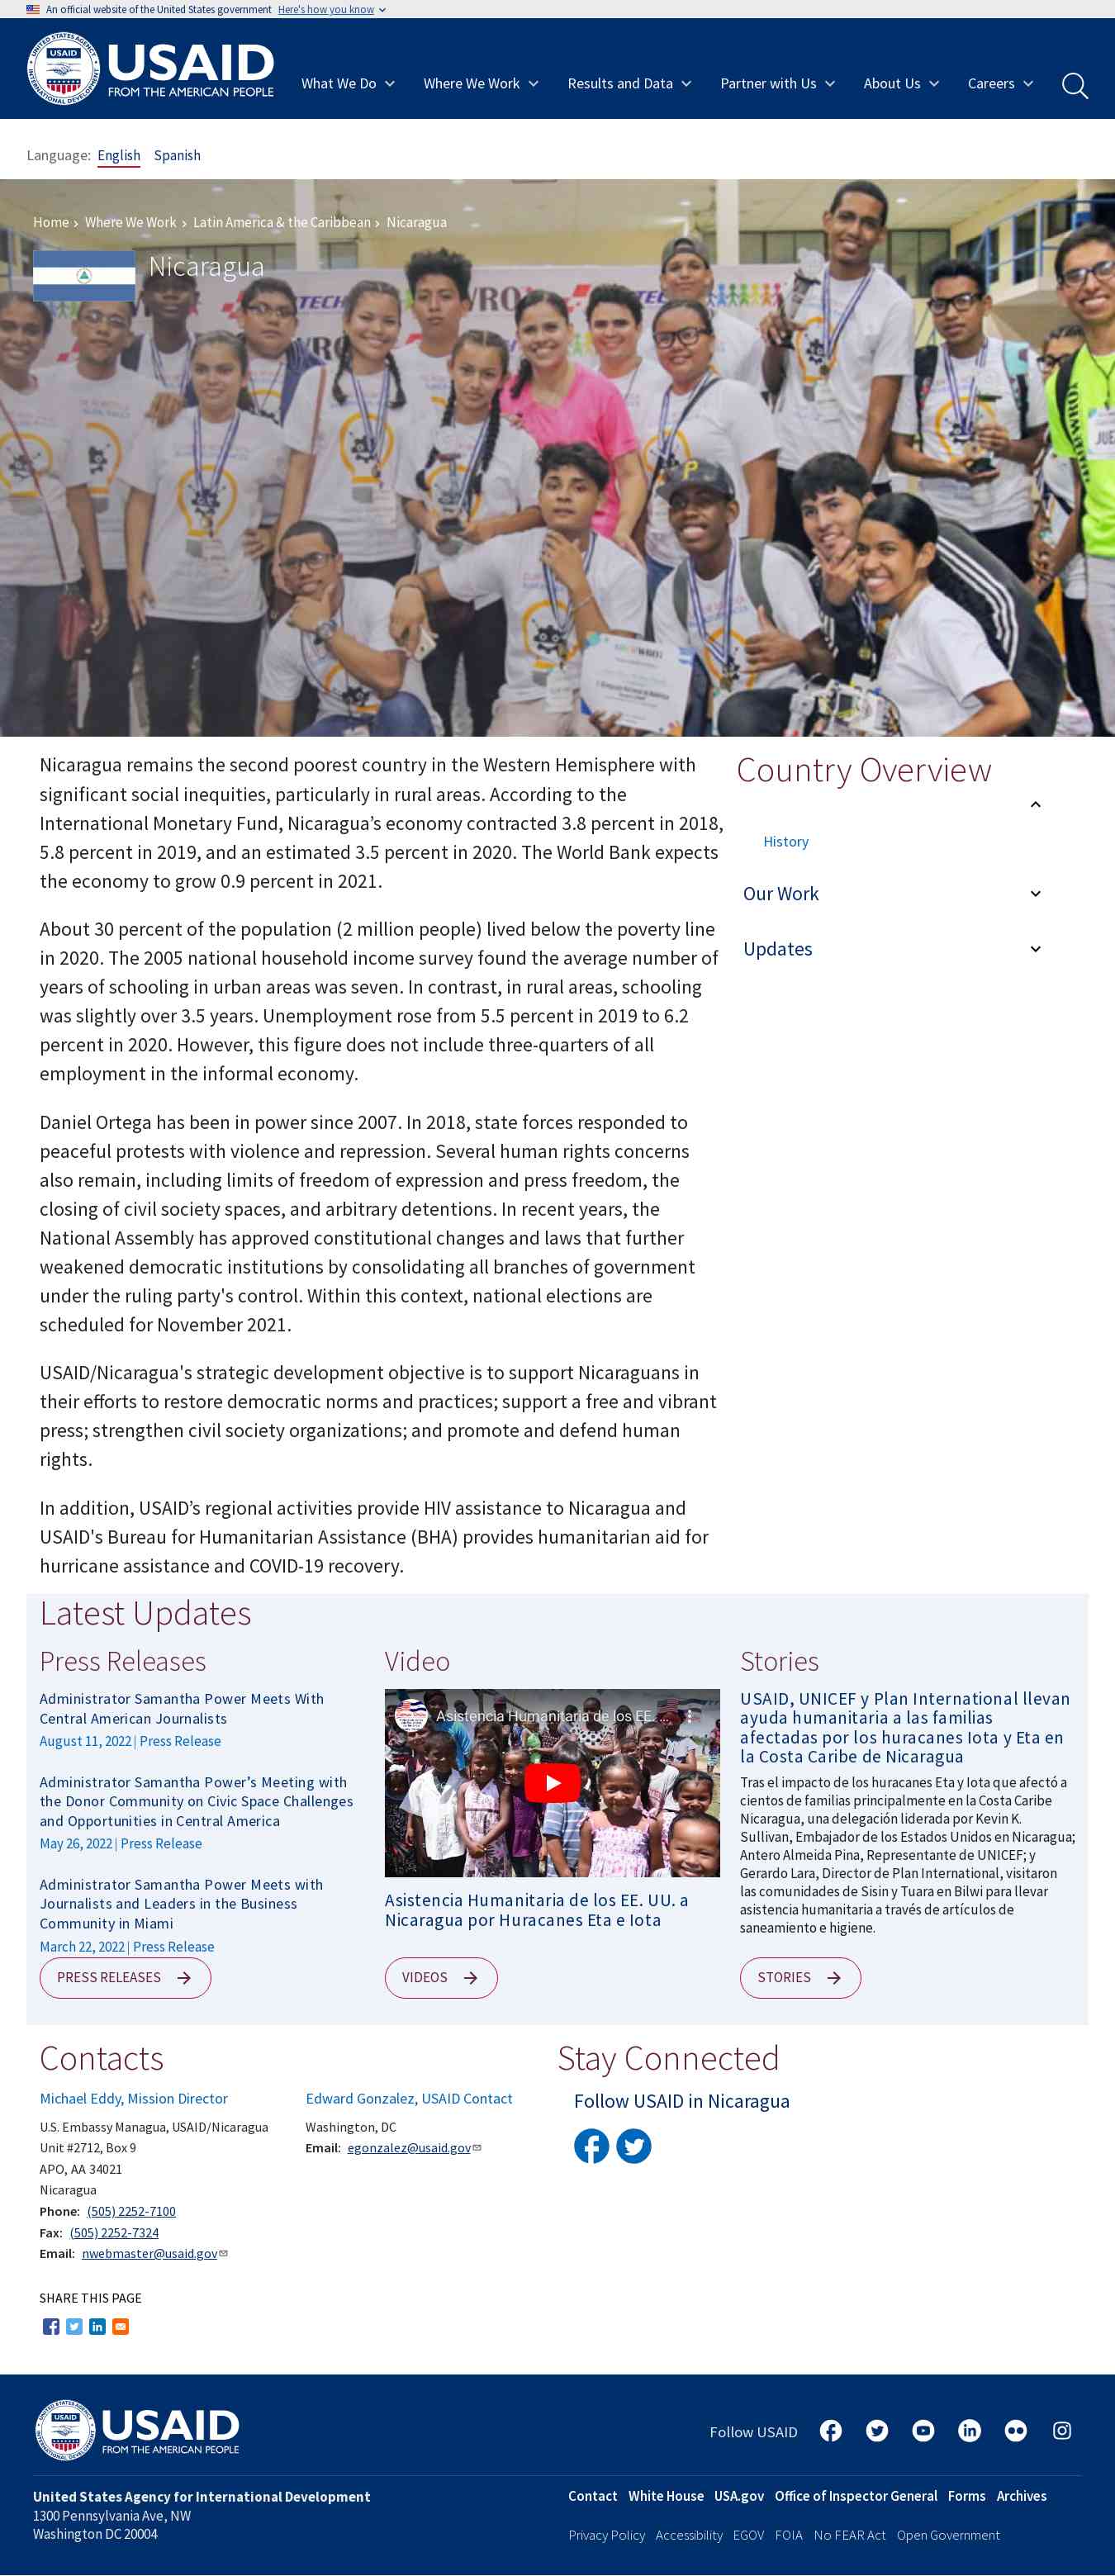 An official website of the United States government Here's how you know
USAID
FROM THE AMERICAN PEOPLE
What We Do
Where We Work
Results and Data
Partner with Us
About Us
Careers
Language: English Spanish
Home > Where We Work > Latin America & the Caribbean > Nicaragua
Nicaragua
Nicaragua remains the second poorest country in the Western Hemisphere with
significant social inequities, particularly in rural areas. According to the
International Monetary Fund, Nicaragua’s economy contracted 3.8 percent in 2018,
5.8 percent in 2019, and an estimated 3.5 percent in 2020. The World Bank expects
the economy to grow 0.9 percent in 2021.
About 30 percent of the population (2 million people) lived below the poverty line
in 2020. The 2005 national household income survey found the average number of
years of schooling in urban areas was seven. In contrast, in rural areas, schooling
was slightly over 3.5 years. Unemployment rose from 5.5 percent in 2019 to 6.2
percent in 2020. However, this figure does not include three-quarters of all
employment in the informal economy.
Daniel Ortega has been in power since 2007. In 2018, state forces responded to
peaceful protests with violence and repression. Several human rights concerns
also remain, including limits of freedom of expression and press freedom, the
closing of civil society spaces, and arbitrary detentions. In recent years, the
National Assembly has approved constitutional changes and laws that further
weakened democratic institutions by consolidating all branches of government
under the ruling party's control. Within this context, national elections are
scheduled for November 2021.
USAID/Nicaragua's strategic development objective is to support Nicaraguans in
their efforts to restore democratic norms and practices; support a free and vibrant
press; strengthen civil society organizations; and promote and defend human
rights.
In addition, USAID’s regional activities provide HIV assistance to Nicaragua and
USAID's Bureau for Humanitarian Assistance (BHA) provides humanitarian aid for
hurricane assistance and COVID-19 recovery.
Country Overview
History
Our Work
Updates
Latest Updates
Press Releases
Administrator Samantha Power Meets With
Central American Journalists
August 11, 2022 | Press Release
Administrator Samantha Power’s Meeting with
the Donor Community on Civic Space Challenges
and Opportunities in Central America
May 26, 2022 | Press Release
Administrator Samantha Power Meets with
Journalists and Leaders in the Business
Community in Miami
March 22, 2022 | Press Release
PRESS RELEASES
Video
Asistencia Humanitaria de los EE. ...
Asistencia Humanitaria de los EE. UU. a
Nicaragua por Huracanes Eta e Iota
VIDEOS
Stories
USAID, UNICEF y Plan International llevan
ayuda humanitaria a las familias
afectadas por los huracanes Iota y Eta en
la Costa Caribe de Nicaragua
Tras el impacto de los huracanes Eta y Iota que afectó a
cientos de familias principalmente en la Costa Caribe
Nicaragua, una delegación liderada por Kevin K.
Sullivan, Embajador de los Estados Unidos en Nicaragua;
Antero Almeida Pina, Representante de UNICEF; y
Gerardo Lara, Director de Plan International, visitaron
las comunidades de Sisin y Tuara en Bilwi para llevar
asistencia humanitaria a través de artículos de
saneamiento e higiene.
STORIES
Contacts
Michael Eddy, Mission Director
U.S. Embassy Managua, USAID/Nicaragua
Unit #2712, Box 9
APO, AA 34021
Nicaragua
Phone: (505) 2252-7100
Fax: (505) 2252-7324
Email: nwebmaster@usaid.gov
Edward Gonzalez, USAID Contact
Washington, DC
Email: egonzalez@usaid.gov
Stay Connected
Follow USAID in Nicaragua
SHARE THIS PAGE
USAID
FROM THE AMERICAN PEOPLE
Follow USAID
United States Agency for International Development
1300 Pennsylvania Ave, NW
Washington DC 20004
Contact White House USA.gov Office of Inspector General Forms Archives
Privacy Policy Accessibility EGOV FOIA No FEAR Act Open Government